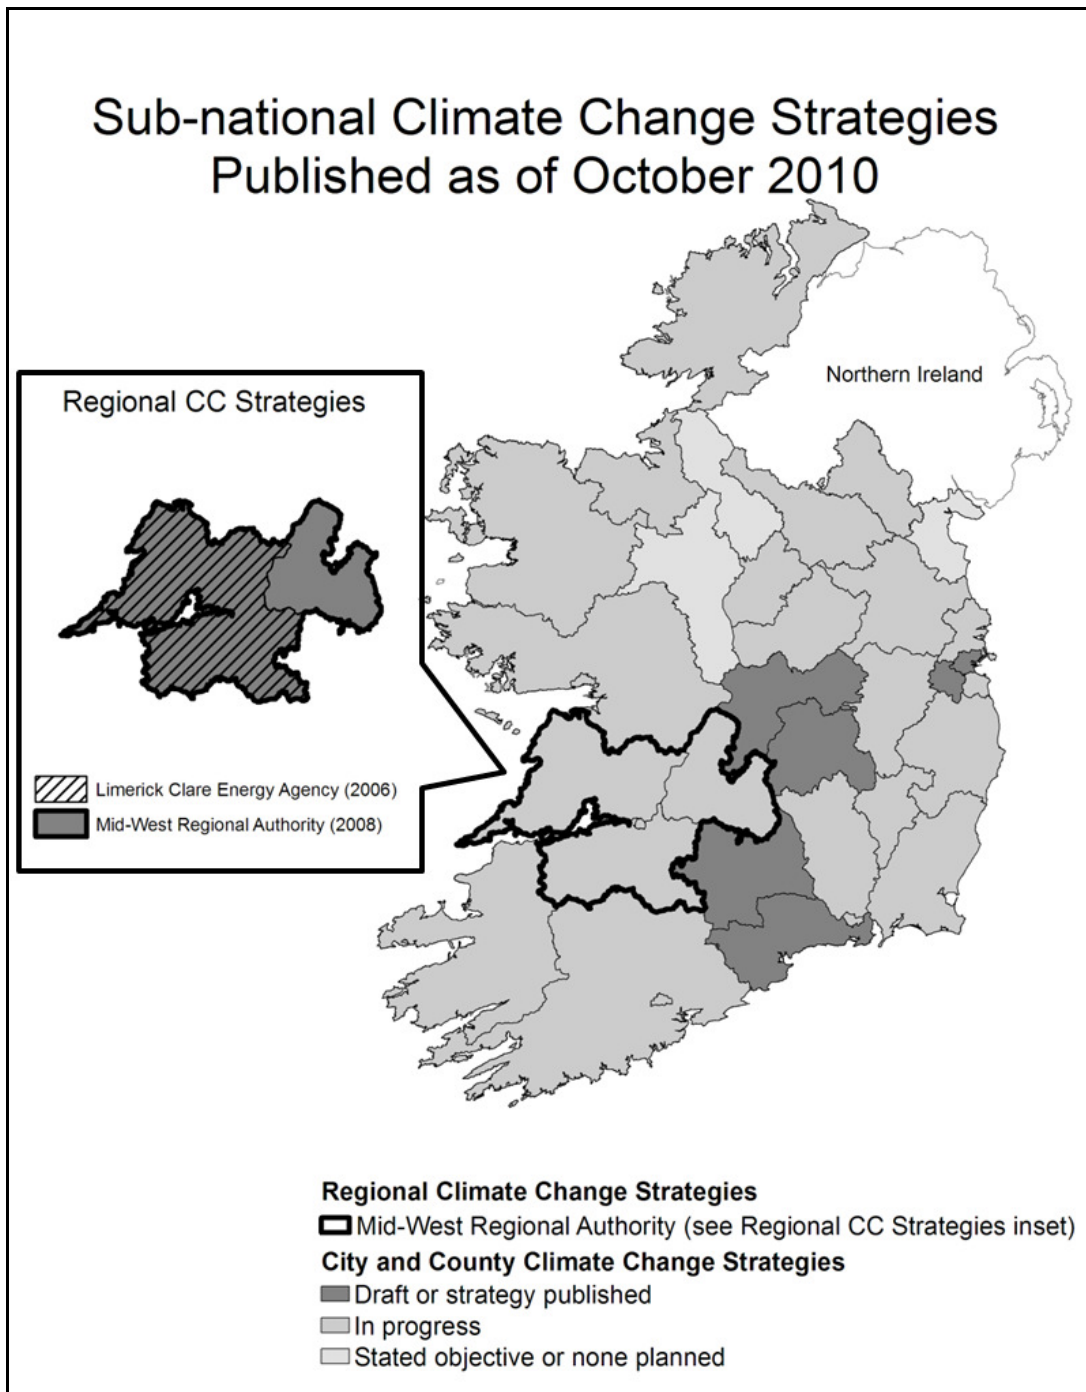 Sub-national Climate Change Strategies
Published as of October 2010
Northern Ireland
Regional CC Strategies
Limerick Clare Energy Agency (2006)
Mid-West Regional Authority (2008)
Regional Climate Change Strategies
Mid-West Regional Authority (see Regional CC Strategies inset)
City and County Climate Change Strategies
Draft or strategy published
In progress
Stated objective or none planned